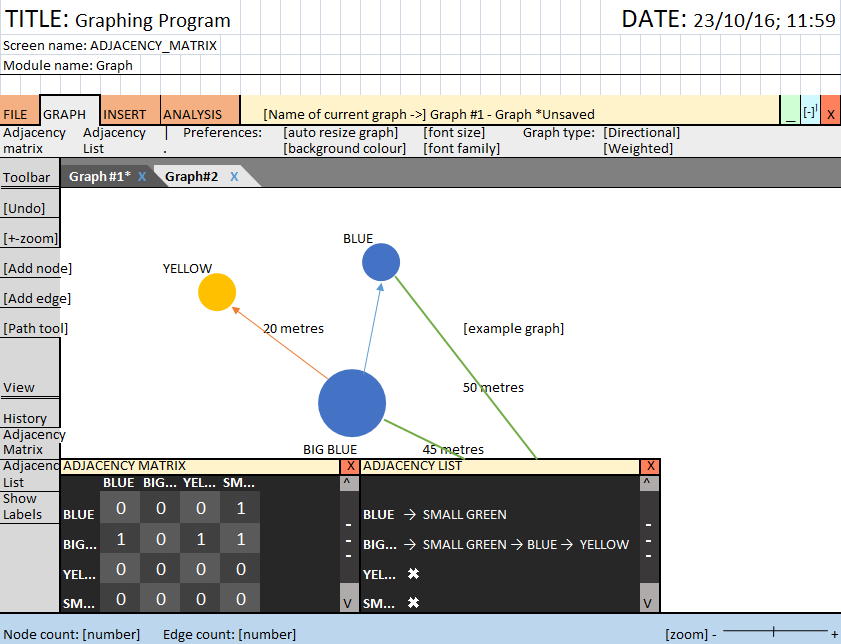 TITLE: Graphing Program
DATE: 23/10/16; 11:59
Screen name: ADJACENCY_MATRIX
Module name: Graph
FILE GRAPH INSERT ANALYSIS [Name of current graph ->] Graph #1 - Graph *Unsaved _ [-]' X
Adjacency matrix
Adjacency List
| .
Preferences: [auto resize graph] [font size] Graph type: [Directional]
[background colour] [font family] [Weighted]
Toolbar
Graph #1* X Graph#2 X
[Undo]
[+-zoom]
[Add node]
[Add edge]
[Path tool]
View
History
Adjacency
Matrix
Adjacenc
List
Show
Labels
BLUE
YELLOW
20 metres
[example graph]
50 metres
BIG BLUE
45 metres
ADJACENCY MATRIX X
BLUE BIG... YEL... SM... ^
BLUE 0 0 0 1
BIG... 1 0 1 1
YEL... 0 0 0 0
SM... 0 0 0 0 V
ADJACENCY LIST X
^
BLUE → SMALL GREEN
BIG... → SMALL GREEN → BLUE → YELLOW
YEL... ✖
SM... ✖ V
Node count: [number] Edge count: [number] [zoom] - +